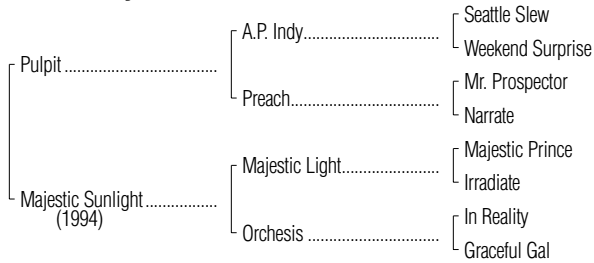 Seattle Slew
A.P. Indy
Weekend Surprise
Pulpit
Mr. Prospector
Preach
Narrate
Majestic Prince
Majestic Light
Irradiate
Majestic Sunlight
(1994)
In Reality
Orchesis
Graceful Gal